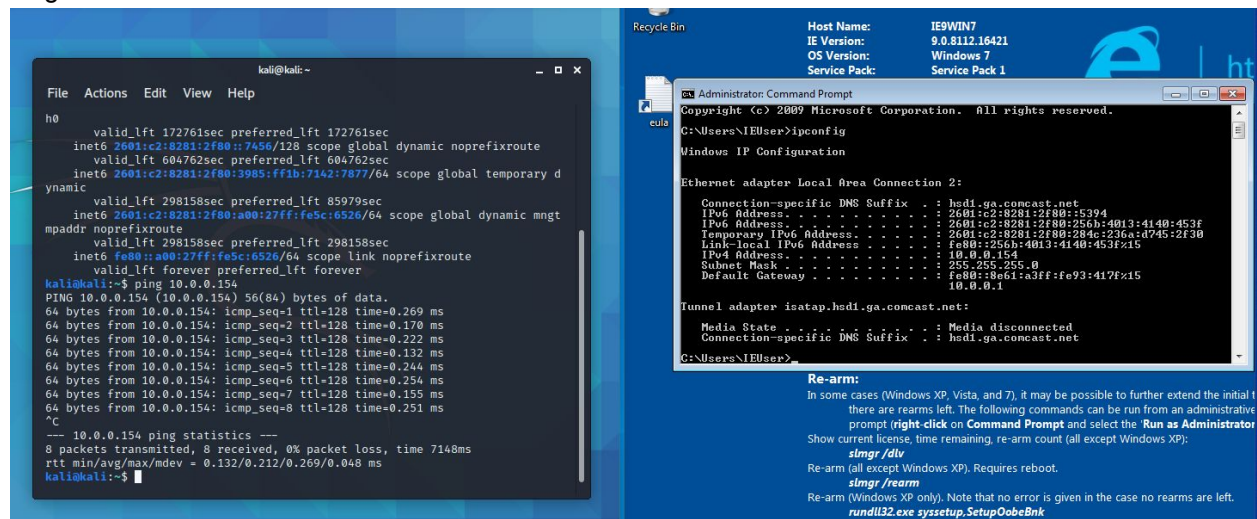 kali@kali: ~
File Actions Edit View Help
h0
valid_lft 172761sec preferred_lft 172761sec
inet6 2601:c2:8281:2f80::7456/128 scope global dynamic noprefixroute
valid_lft 604762sec preferred_lft 604762sec
inet6 2601:c2:8281:2f80:3985:ff1b:7142:7877/64 scope global temporary d
ynamic
valid_lft 298158sec preferred_lft 85979sec
inet6 2601:c2:8281:2f80:a00:27ff:fe5c:6526/64 scope global dynamic mngt
mpaddr noprefixroute
valid_lft 298158sec preferred_lft 298158sec
inet6 fe80::a00:27ff:fe5c:6526/64 scope link noprefixroute
valid_lft forever preferred_lft forever
kali@kali:~$ ping 10.0.0.154
PING 10.0.0.154 (10.0.0.154) 56(84) bytes of data.
64 bytes from 10.0.0.154: icmp_seq=1 ttl=128 time=0.269 ms
64 bytes from 10.0.0.154: icmp_seq=2 ttl=128 time=0.170 ms
64 bytes from 10.0.0.154: icmp_seq=3 ttl=128 time=0.222 ms
64 bytes from 10.0.0.154: icmp_seq=4 ttl=128 time=0.132 ms
64 bytes from 10.0.0.154: icmp_seq=5 ttl=128 time=0.244 ms
64 bytes from 10.0.0.154: icmp_seq=6 ttl=128 time=0.254 ms
64 bytes from 10.0.0.154: icmp_seq=7 ttl=128 time=0.155 ms
64 bytes from 10.0.0.154: icmp_seq=8 ttl=128 time=0.251 ms
^C
--- 10.0.0.154 ping statistics ---
8 packets transmitted, 8 received, 0% packet loss, time 7148ms
rtt min/avg/max/mdev = 0.132/0.212/0.269/0.048 ms
kali@kali:~$
Recycle Bin
eula
Host Name: IE9WIN7
IE Version: 9.0.8112.16421
OS Version: Windows 7
Service Pack: Service Pack 1
ht
Administrator: Command Prompt
Copyright (c) 2009 Microsoft Corporation. All rights reserved.
C:\Users\IEUser>ipconfig
Windows IP Configuration
Ethernet adapter Local Area Connection 2:
Connection-specific DNS Suffix . : hsd1.ga.comcast.net
IPv6 Address. . . . . . . . . . . : 2601:c2:8281:2f80::5394
IPv6 Address. . . . . . . . . . . : 2601:c2:8281:2f80:256b:4013:4140:453f
Temporary IPv6 Address. . . . . . : 2601:c2:8281:2f80:284c:236a:d745:2f30
Link-local IPv6 Address . . . . . : fe80::256b:4013:4140:453f%15
IPv4 Address. . . . . . . . . . . : 10.0.0.154
Subnet Mask . . . . . . . . . . . : 255.255.255.0
Default Gateway . . . . . . . . . : fe80::8e61:a3ff:fe93:417f%15
10.0.0.1
Tunnel adapter isatap.hsd1.ga.comcast.net:
Media State . . . . . . . . . . . : Media disconnected
Connection-specific DNS Suffix . : hsd1.ga.comcast.net
C:\Users\IEUser>_
Re-arm:
In some cases (Windows XP, Vista, and 7), it may be possible to further extend the initial t
there are rearms left. The following commands can be run from an administrative
prompt (right-click on Command Prompt and select the 'Run as Administrator
Show current license, time remaining, re-arm count (all except Windows XP):
slmgr /dlv
Re-arm (all except Windows XP). Requires reboot.
slmgr /rearm
Re-arm (Windows XP only). Note that no error is given in the case no rearms are left.
rundll32.exe syssetup,SetupOobeBnk